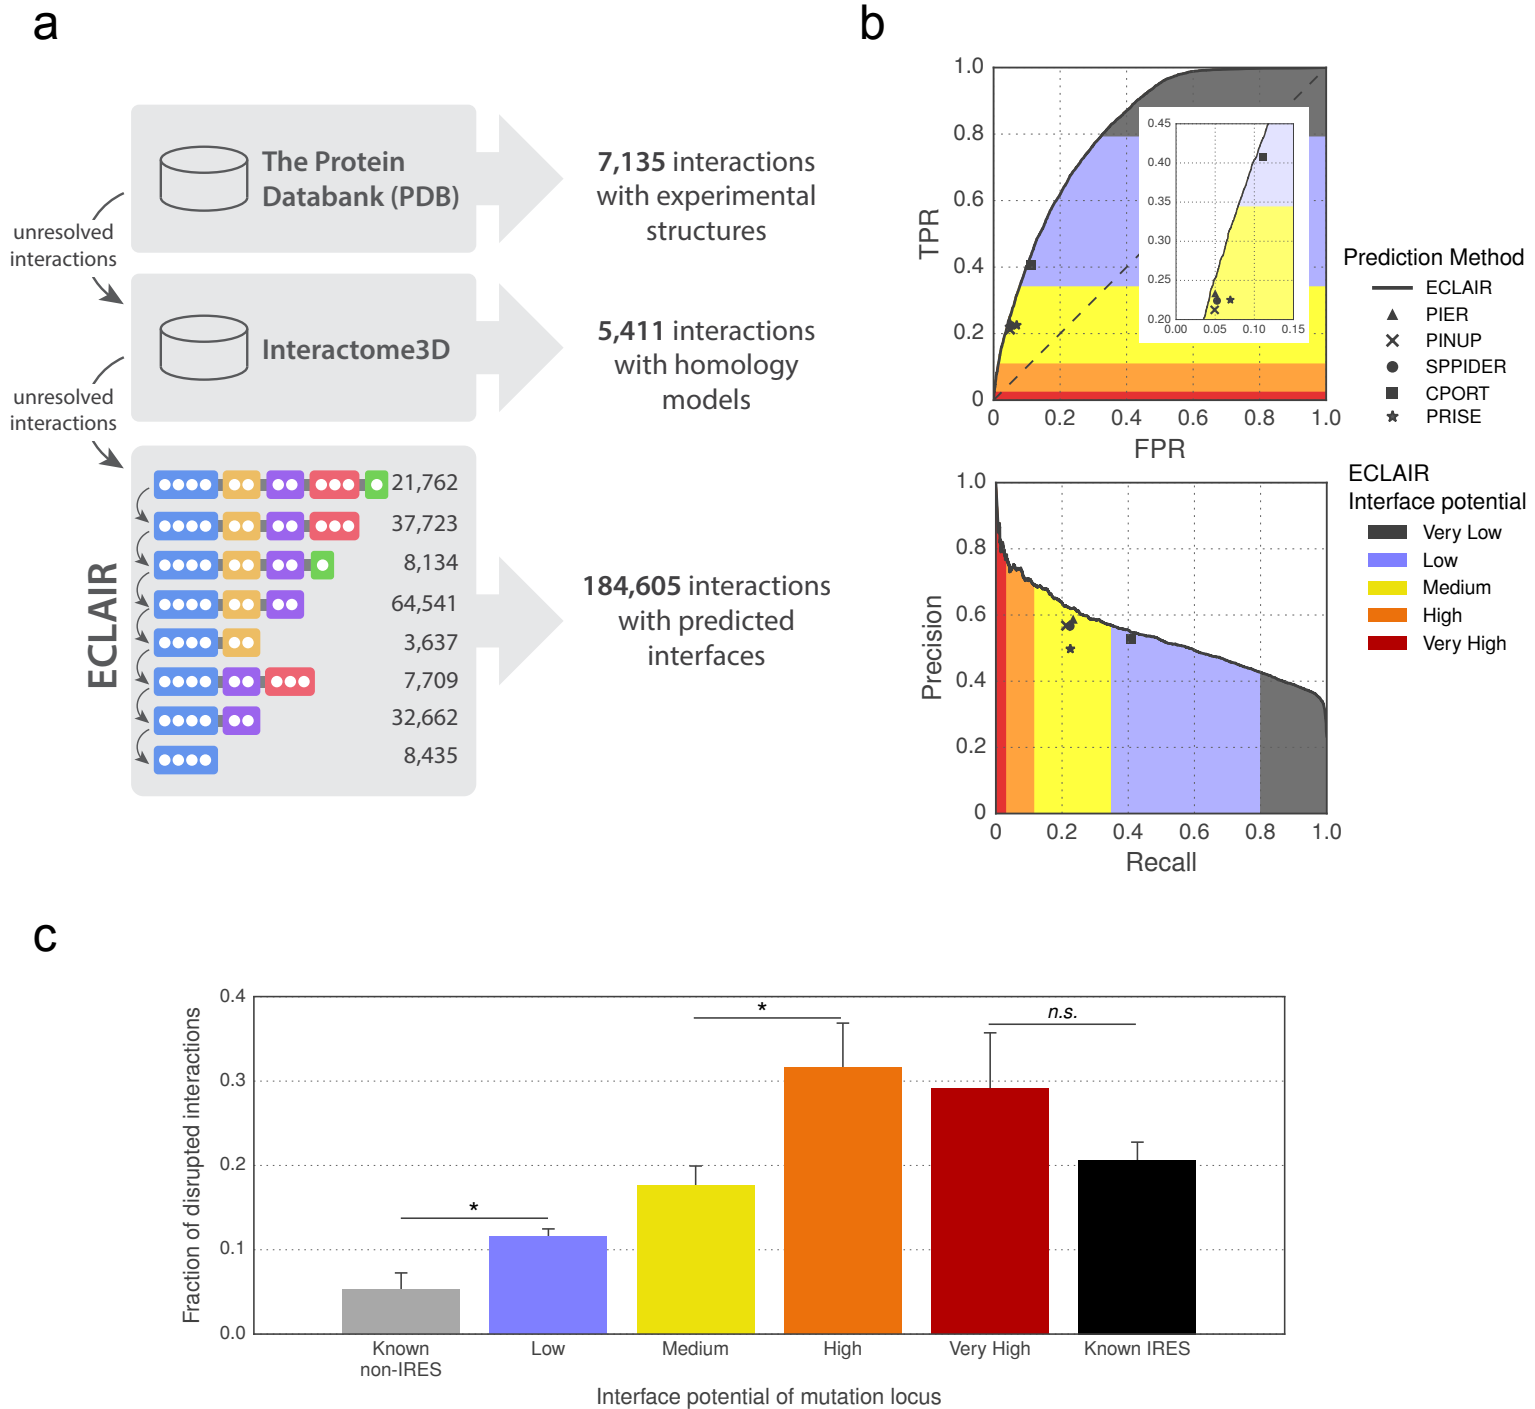 a
The Protein
Databank (PDB)
7,135 interactions
with experimental
structures
unresolved
interactions
Interactome3D
5,411 interactions
with homology
models
unresolved
interactions
ECLAIR
21,762
37,723
8,134
64,541
3,637
7,709
32,662
8,435
184,605 interactions
with predicted
interfaces
b
TPR
1.0
0.8
0.6
0.4
0.2
0
0 0.2 0.4 0.6 0.8 1.0
FPR
0.45
0.40
0.35
0.30
0.25
0.20
0.00 0.05 0.10 0.15
Prediction Method
ECLAIR
PIER
PINUP
SPPIDER
CPORT
PRISE
Precision
1.0
0.8
0.6
0.4
0.2
0
0 0.2 0.4 0.6 0.8 1.0
Recall
ECLAIR
Interface potential
Very Low
Low
Medium
High
Very High
c
Fraction of disrupted interactions
0.4
0.3
0.2
0.1
0.0
*
*
n.s.
Known
non-IRES
Low
Medium
High
Very High
Known IRES
Interface potential of mutation locus